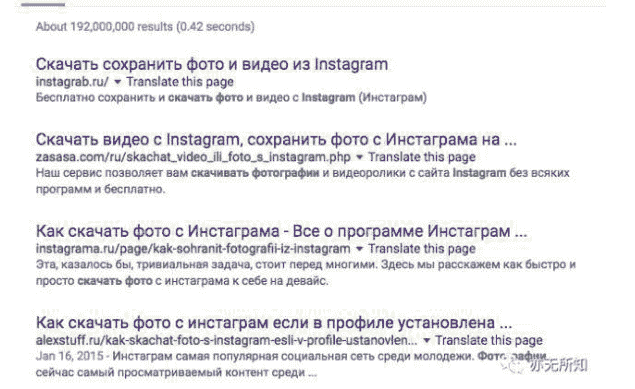 About 192,000,000 results (0.42 seconds)
Скачать сохранить фото и видео из Instagram
instagrab.ru/ ▼ Translate this page
Бесплатно сохранить и скачать фото и видео с Instagram (Инстаграм)
Скачать видео с Instagram, сохранить фото с Инстаграма на ...
zasasa.com/ru/skachat_video_ili_foto_s_instagram.php ▼ Translate this page
Наш сервис позволяет вам скачивать фотографии и видеоролики с сайта Instagram без всяких
программ и бесплатно.
Как скачать фото с Инстаграма - Все о программе Инстаграм ...
instagrama.ru/page/kak-sohranit-fotografii-iz-instagram ▼ Translate this page
Эта, казалось бы, тривиальная задача, стоит перед многими. Здесь мы расскажем как быстро и
просто скачать фото с инстаграма к себе на девайс.
Как скачать фото с инстаграм если в профиле установлена ...
alexstuff.ru/kak-skachat-foto-s-instagram-esli-v-profile-ustanovlen... ▼ Translate this page
Jan 16, 2015 - Инстаграм самая популярная социальная сеть среди молодежи. Фотографии
сейчас самый просматриваемый контент среди ...
亦无所知